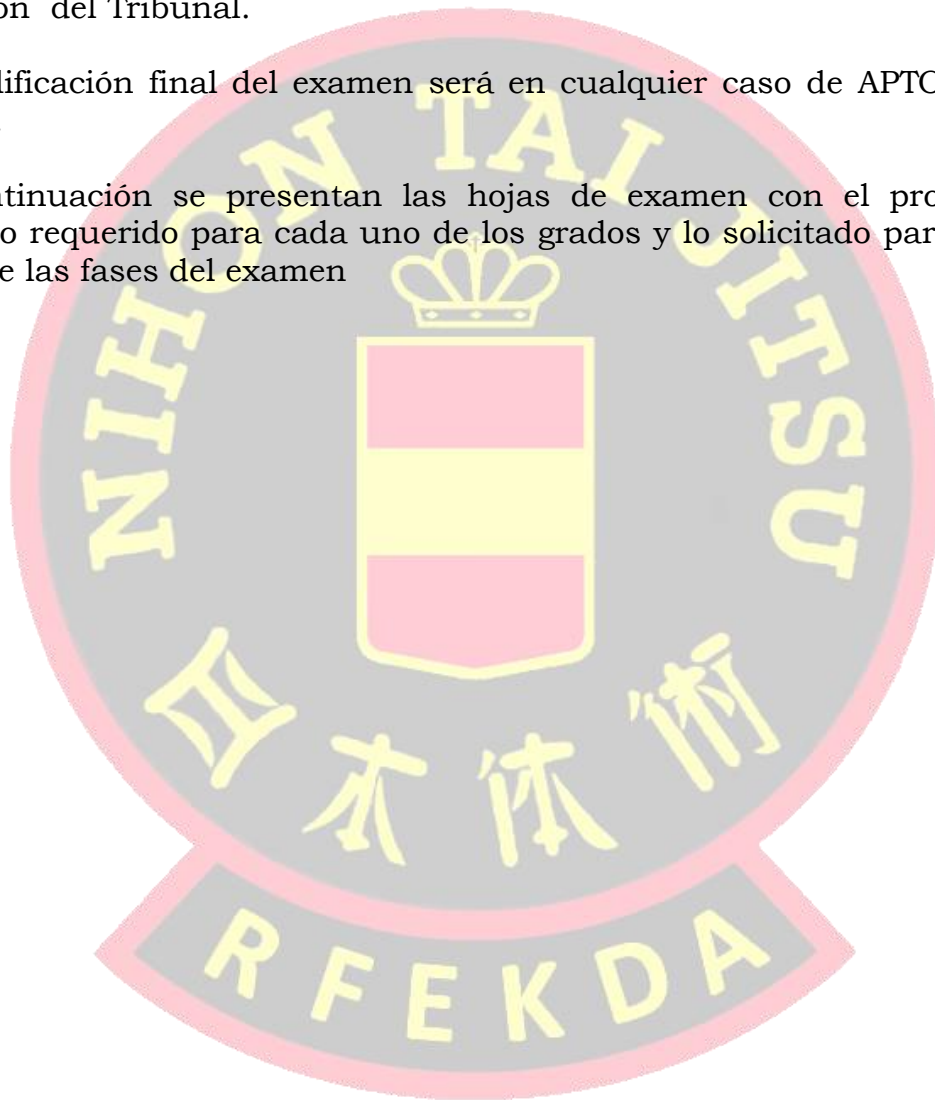 ón del Tribunal.
lificación final del examen será en cualquier caso de APTO
ntinuación se presentan las hojas de examen con el pro
o requerido para cada uno de los grados y lo solicitado par
e las fases del examen
NIHON TAI JITSU
日本体術
RFEKDA